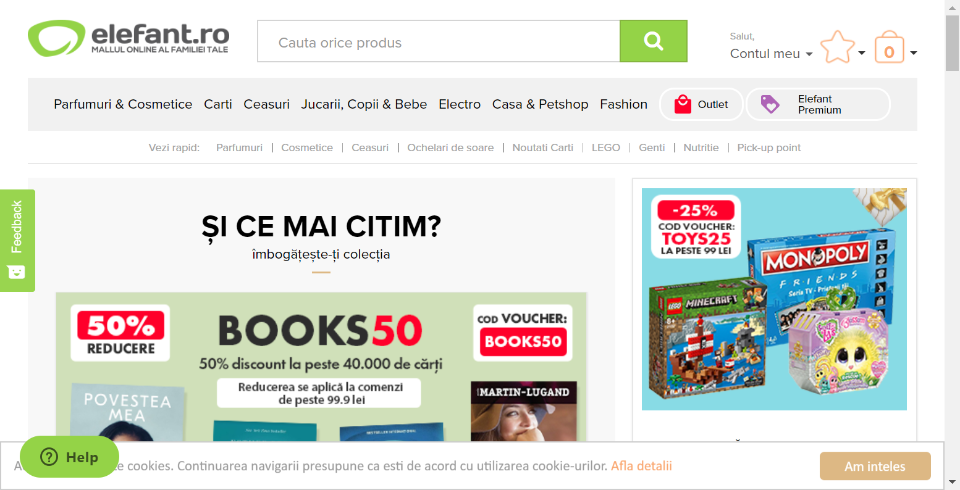 elefant.ro
MALLUL ONLINE AL FAMILIEI TALE
Cauta orice produs
Salut,
Contul meu
0
Parfumuri & Cosmetice Carti Ceasuri Jucarii, Copii & Bebe Electro Casa & Petshop Fashion Outlet Elefant Premium
Vezi rapid: Parfumuri | Cosmetice | Ceasuri | Ochelari de soare | Noutati Carti | LEGO | Genti | Nutritie | Pick-up point
Feedback
ȘI CE MAI CITIM?
îmbogățește-ți colecția
50%
REDUCERE
BOOKS50
COD VOUCHER:
BOOKS50
50% discount la peste 40.000 de cărți
Reducerea se aplică la comenzi
de peste 99.9 lei
POVESTEA
MEA
MARTIN-LUGAND
-25%
COD VOUCHER:
TOYS25
LA PESTE 99 LEI
MONOPOLY
FRIENDS
LEGO
MINECRAFT
Help
cookies. Continuarea navigarii presupune ca esti de acord cu utilizarea cookie-urilor. Afla detalii
Am inteles